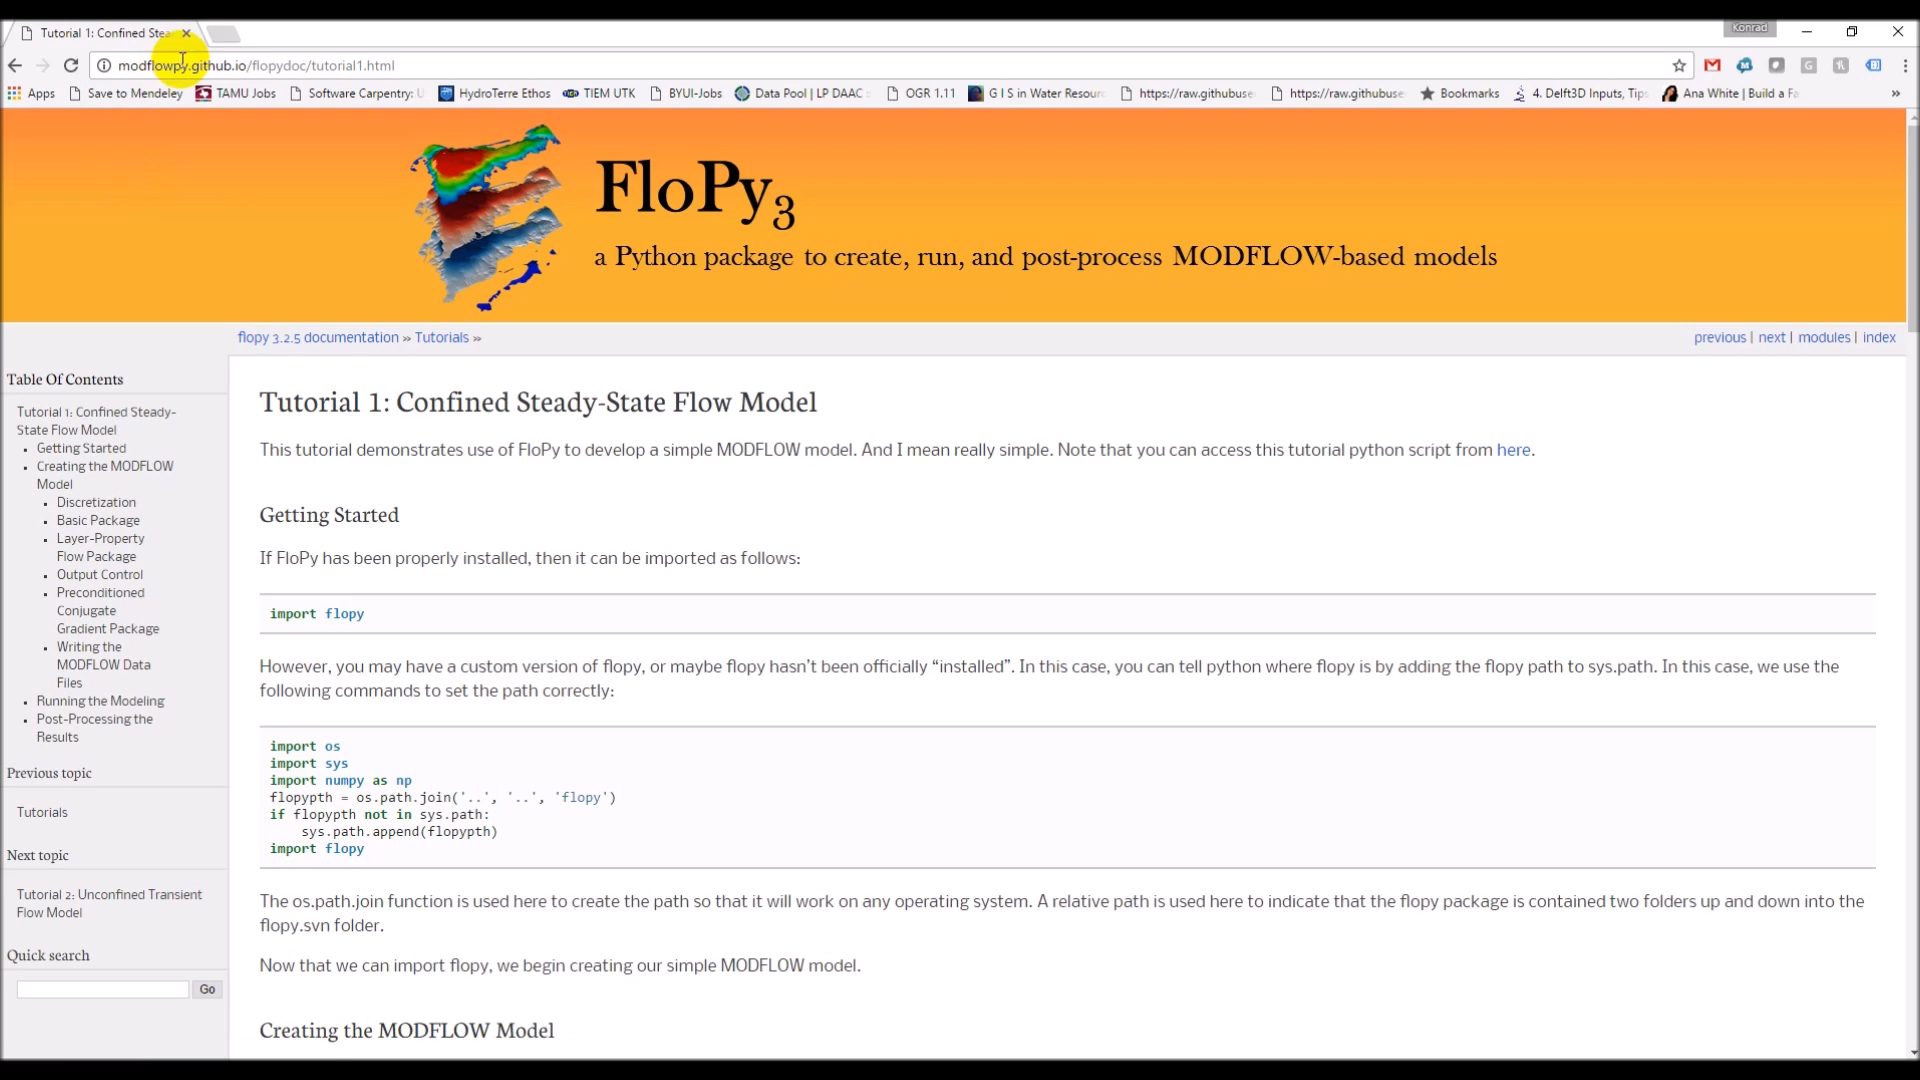 Tutorial 1: Confined Stea
Konrad
modflowpy.github.io/flopydoc/tutorial1.html
Apps Save to Mendeley TAMU Jobs Software Carpentry: U HydroTerre Ethos TIEM UTK BYUI-Jobs Data Pool | LP DAAC : OGR 1.11 G I S in Water Resour https://raw.githubuse https://raw.githubuse Bookmarks 4. Delft3D Inputs, Tip Ana White | Build a Fa »
FloPy3
a Python package to create, run, and post-process MODFLOW-based models
flopy 3.2.5 documentation » Tutorials »
previous | next | modules | index
Table Of Contents
Tutorial 1: Confined Steady-
State Flow Model
Getting Started
Creating the MODFLOW
Model
Discretization
Basic Package
Layer-Property
Flow Package
Output Control
Preconditioned
Conjugate
Gradient Package
Writing the
MODFLOW Data
Files
Running the Modeling
Post-Processing the
Results
Previous topic
Tutorials
Next topic
Tutorial 2: Unconfined Transient
Flow Model
Quick search
Go
Tutorial 1: Confined Steady-State Flow Model
This tutorial demonstrates use of FloPy to develop a simple MODFLOW model. And I mean really simple. Note that you can access this tutorial python script from here.
Getting Started
If FloPy has been properly installed, then it can be imported as follows:
import flopy
However, you may have a custom version of flopy, or maybe flopy hasn't been officially “installed”. In this case, you can tell python where flopy is by adding the flopy path to sys.path. In this case, we use the
following commands to set the path correctly:
import os
import sys
import numpy as np
flopypth = os.path.join('..', '..', 'flopy')
if flopypth not in sys.path:
    sys.path.append(flopypth)
import flopy
The os.path.join function is used here to create the path so that it will work on any operating system. A relative path is used here to indicate that the flopy package is contained two folders up and down into the
flopy.svn folder.
Now that we can import flopy, we begin creating our simple MODFLOW model.
Creating the MODFLOW Model